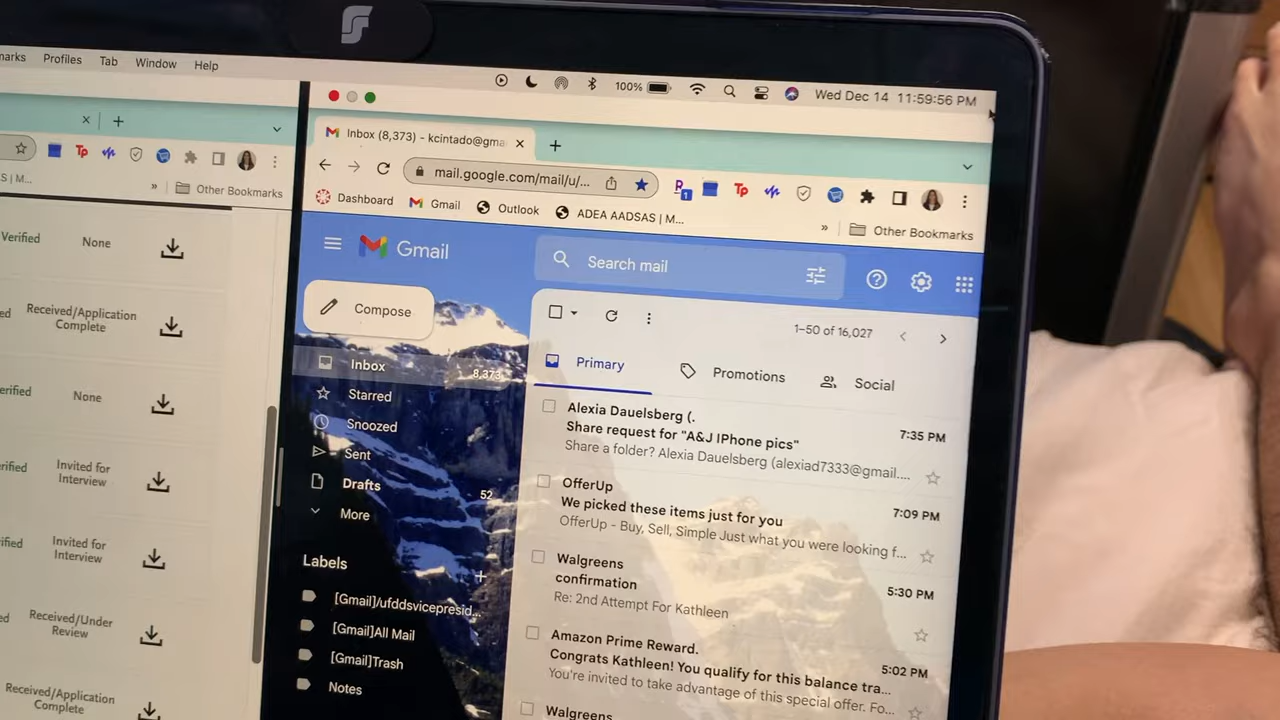 marks Profiles Tab Window Help
100% Wed Dec 14 11:59:56 PM
Inbox (8,373) - kcintado@gma
mail.google.com/mail/u/...
Tp
1
Tp
S | M...
» Other Bookmarks
Dashboard Gmail Outlook ADEA AADSAS | M...
» Other Bookmarks
Verified None
ed Received/Application
Complete
erified None
rified Invited for
Interview
ified Invited for
Interview
ed Received/Under
Review
Received/Application
Complete
Gmail
Search mail
Compose
Inbox 8,373
Starred
Snoozed
Sent
Drafts 52
More
Labels +
[Gmail]/ufddsvicepresid...
[Gmail]All Mail
[Gmail]Trash
Notes
1–50 of 16,027
Primary Promotions Social
Alexia Dauelsberg (.
Share request for "A&J IPhone pics" 7:35 PM
Share a folder? Alexia Dauelsberg (alexiad7333@gmail....
OfferUp
We picked these items just for you 7:09 PM
OfferUp - Buy, Sell, Simple Just what you were looking f...
Walgreens
confirmation 5:30 PM
Re: 2nd Attempt For Kathleen
Amazon Prime Reward.
Congrats Kathleen! You qualify for this balance tra... 5:02 PM
You're invited to take advantage of this special offer. Fo...
Walgreens